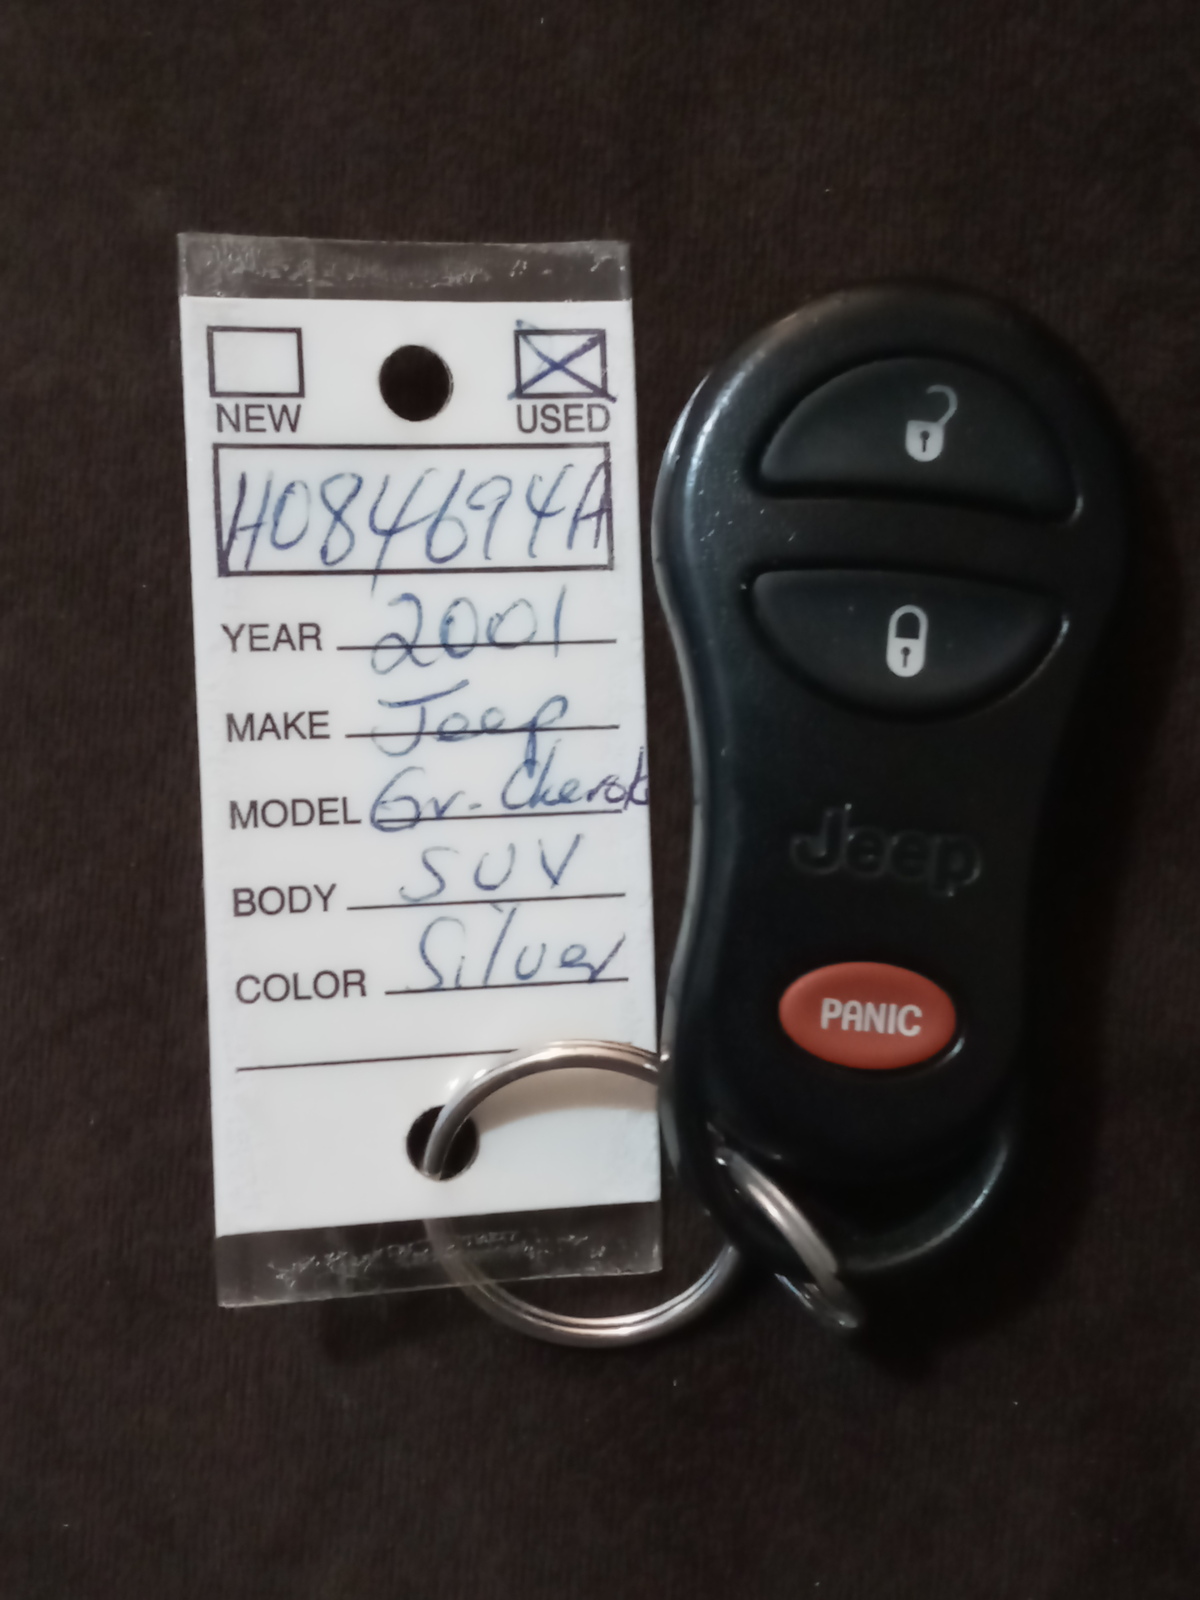 NEW USED
H084694A
YEAR 2001
MAKE Jeep
MODEL Gr. Cherok
BODY SUV
COLOR Silver
Jeep
PANIC